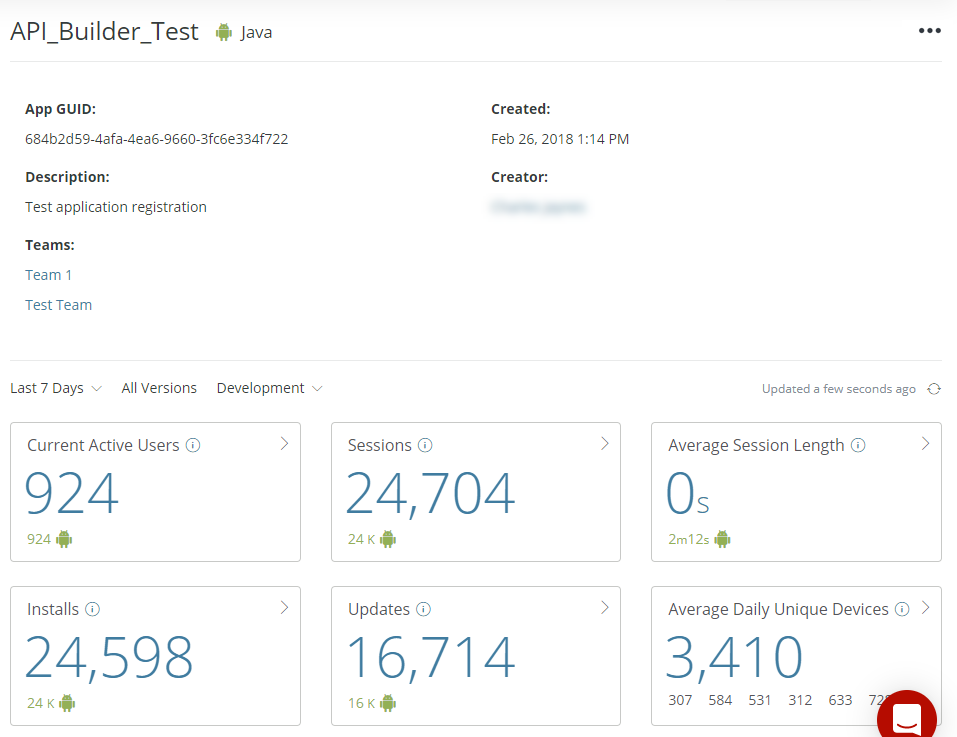 API_Builder_Test Java
App GUID:
684b2d59-4afa-4ea6-9660-3fc6e334f722
Created:
Feb 26, 2018 1:14 PM
Description:
Test application registration
Creator:
Teams:
Team 1
Test Team
Last 7 Days All Versions Development Updated a few seconds ago
Current Active Users
924
924
Sessions
24,704
24 K
Average Session Length
0s
2m12s
Installs
24,598
24 K
Updates
16,714
16 K
Average Daily Unique Devices
3,410
307 584 531 312 633